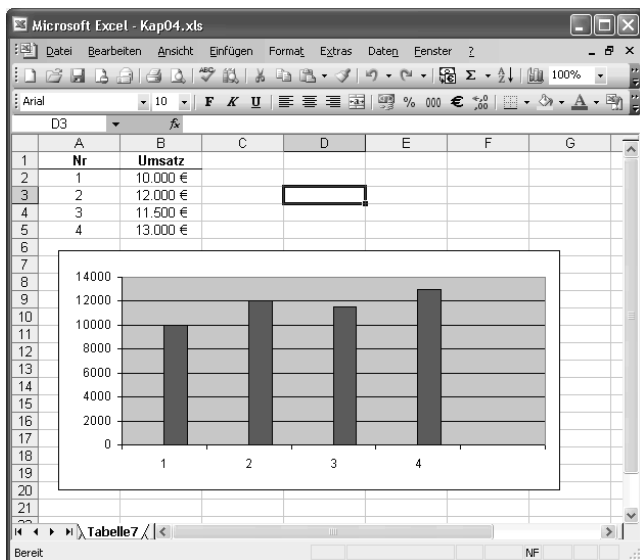 Microsoft Excel - Kap04.xls
Datei Bearbeiten Ansicht Einfügen Format Extras Daten Fenster ?
100%
Arial 10 F K U % 000 €
D3 fx
A B C D E F G
1 Nr Umsatz
2 1 10.000 €
3 2 12.000 €
4 3 11.500 €
5 4 13.000 €
6
7
8 14000
9 12000
10 10000
11
12 8000
13 6000
14
15 4000
16 2000
17 0
18 1 2 3 4
19
20
21
Tabelle7
Bereit NF